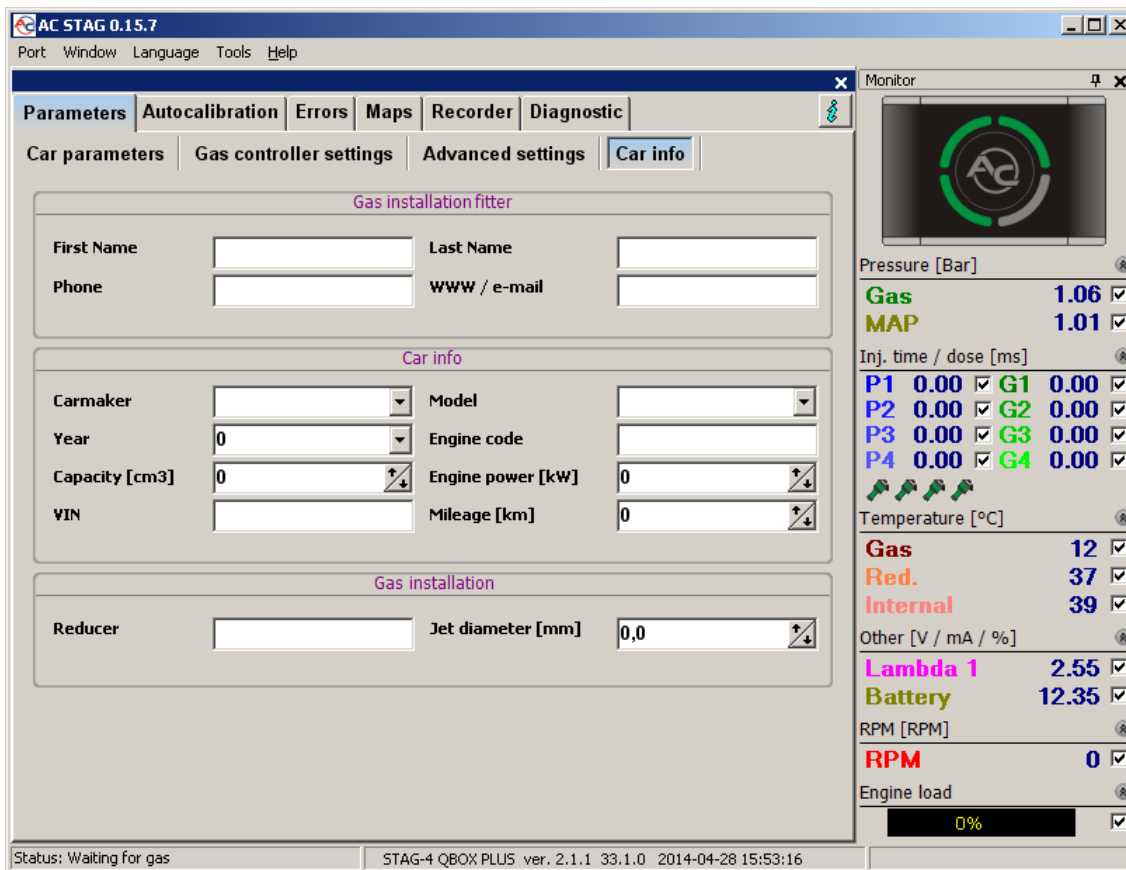 AC STAG 0.15.7
Port Window Language Tools Help
Parameters Autocalibration Errors Maps Recorder Diagnostic
Car parameters Gas controller settings Advanced settings Car info
Gas installation fitter
First Name Last Name
Phone WWW / e-mail
Car info
Carmaker Model
Year 0 Engine code
Capacity [cm3] 0 Engine power [kW] 0
VIN Mileage [km] 0
Gas installation
Reducer Jet diameter [mm] 0,0
Monitor
AC
Pressure [Bar]
Gas 1.06
MAP 1.01
Inj. time / dose [ms]
P1 0.00 G1 0.00
P2 0.00 G2 0.00
P3 0.00 G3 0.00
P4 0.00 G4 0.00
Temperature [°C]
Gas 12
Red. 37
Internal 39
Other [V / mA / %]
Lambda 1 2.55
Battery 12.35
RPM [RPM]
RPM 0
Engine load
0%
Status: Waiting for gas STAG-4 QBOX PLUS ver. 2.1.1 33.1.0 2014-04-28 15:53:16